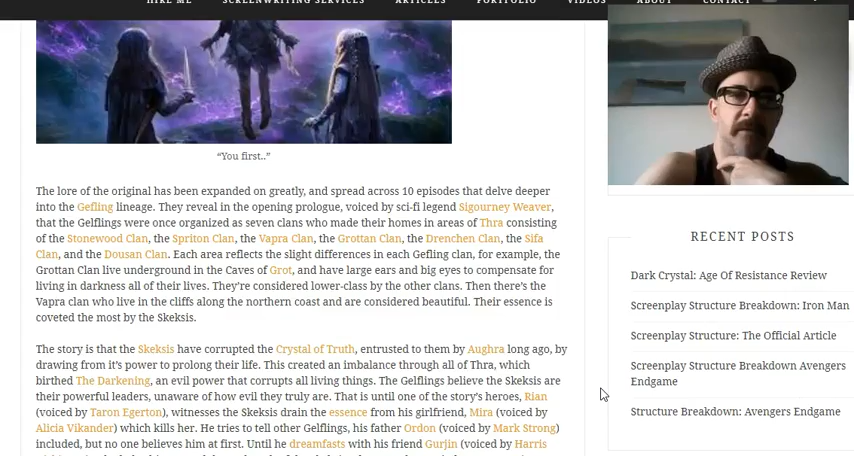 HIRE ME SCREENWRITING SERVICES ARTICLES PORTFOLIO VIDEOS ABOUT CONTACT
“You first..”
The lore of the original has been expanded on greatly, and spread across 10 episodes that delve deeper
into the Gefling lineage. They reveal in the opening prologue, voiced by sci-fi legend Sigourney Weaver,
that the Gelflings were once organized as seven clans who made their homes in areas of Thra consisting
of the Stonewood Clan, the Spriton Clan, the Vapra Clan, the Grottan Clan, the Drenchen Clan, the Sifa
Clan, and the Dousan Clan. Each area reflects the slight differences in each Gefling clan, for example, the
Grottan Clan live underground in the Caves of Grot, and have large ears and big eyes to compensate for
living in darkness all of their lives. They're considered lower-class by the other clans. Then there's the
Vapra clan who live in the cliffs along the northern coast and are considered beautiful. Their essence is
coveted the most by the Skeksis.
The story is that the Skeksis have corrupted the Crystal of Truth, entrusted to them by Aughra long ago, by
drawing from it's power to prolong their life. This created an imbalance through all of Thra, which
birthed The Darkening, an evil power that corrupts all living things. The Gelflings believe the Skeksis are
their powerful leaders, unaware of how evil they truly are. That is until one of the story's heroes, Rian
(voiced by Taron Egerton), witnesses the Skeksis drain the essence from his girlfriend, Mira (voiced by
Alicia Vikander) which kills her. He tries to tell other Gelflings, his father Ordon (voiced by Mark Strong)
included, but no one believes him at first. Until he dreamfasts with his friend Gurjin (voiced by Harris
RECENT POSTS
Dark Crystal: Age Of Resistance Review
Screenplay Structure Breakdown: Iron Man
Screenplay Structure: The Official Article
Screenplay Structure Breakdown Avengers
Endgame
Structure Breakdown: Avengers Endgame